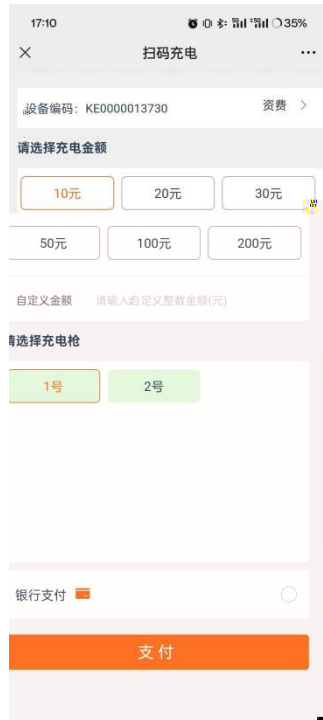 17:10 35%
扫码充电
设备编码: KE0000013730 资费
请选择充电金额
10元 20元 30元
50元 100元 200元
自定义金额 请输入自定义整数金额(元)
请选择充电枪
1号 2号
银行支付
支付